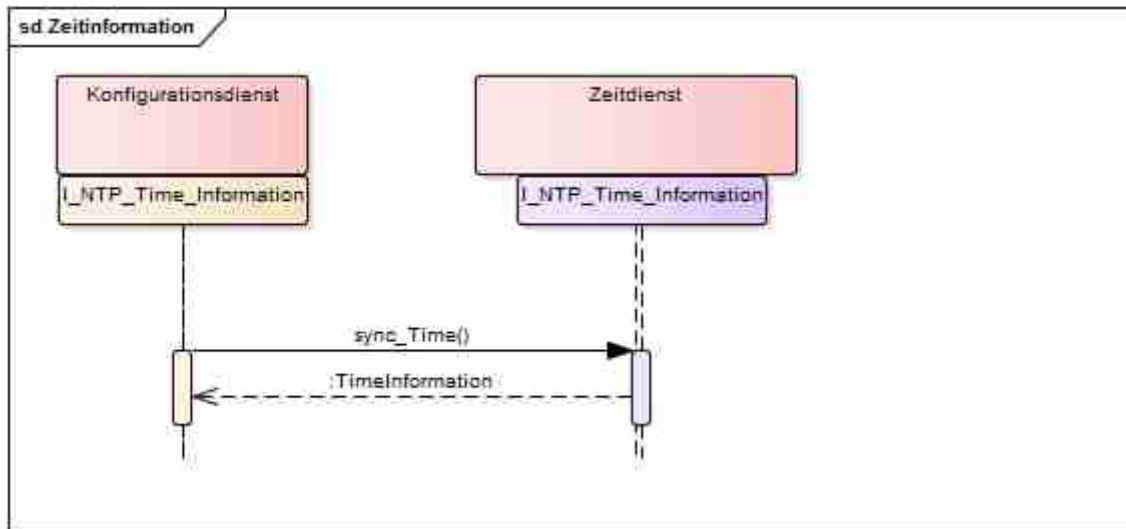 sd Zeitinformation
Konfigurationsdienst
Zeitdienst
I_NTP_Time_Information
I_NTP_Time_Information
sync_Time()
:TimeInformation